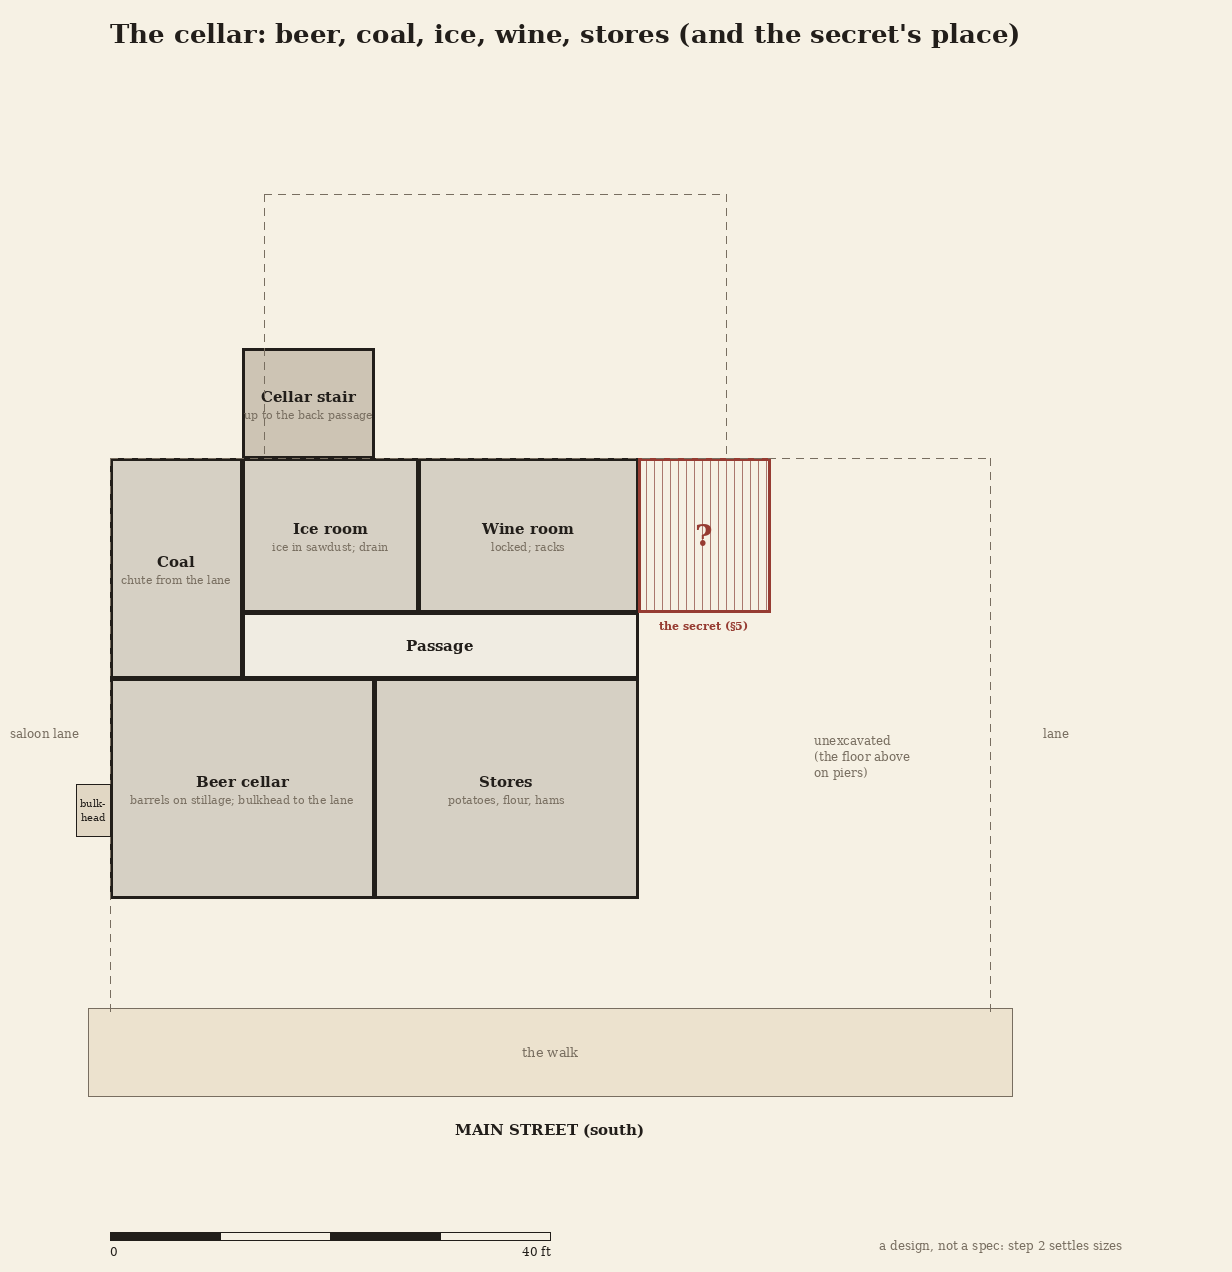 The cellar: beer, coal, ice, wine, stores (and the secret's place)
Cellar stair
up to the back passage
Coal
chute from the lane
Ice room
ice in sawdust; drain
Wine room
locked; racks
?
the secret (§5)
Passage
saloon lane
bulk-
head
Beer cellar
barrels on stillage; bulkhead to the lane
Stores
potatoes, flour, hams
unexcavated
(the floor above
on piers)
lane
the walk
MAIN STREET (south)
0
40 ft
a design, not a spec: step 2 settles sizes